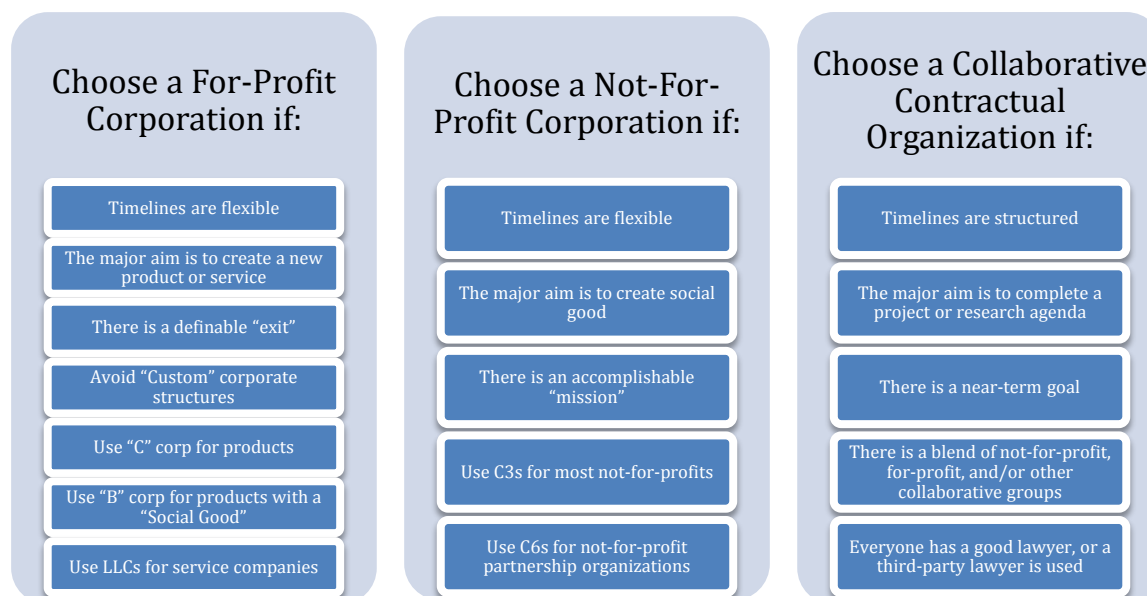 Choose a For-Profit
Corporation if:
Timelines are flexible
The major aim is to create a new
product or service
There is a definable “exit”
Avoid “Custom” corporate
structures
Use “C” corp for products
Use “B” corp for products with a
“Social Good”
Use LLCs for service companies
Choose a Not-For-
Profit Corporation if:
Timelines are flexible
The major aim is to create social
good
There is an accomplishable
“mission”
Use C3s for most not-for-profits
Use C6s for not-for-profit
partnership organizations
Choose a Collaborative
Contractual
Organization if:
Timelines are structured
The major aim is to complete a
project or research agenda
There is a near-term goal
There is a blend of not-for-profit,
for-profit, and/or other
collaborative groups
Everyone has a good lawyer, or a
third-party lawyer is used